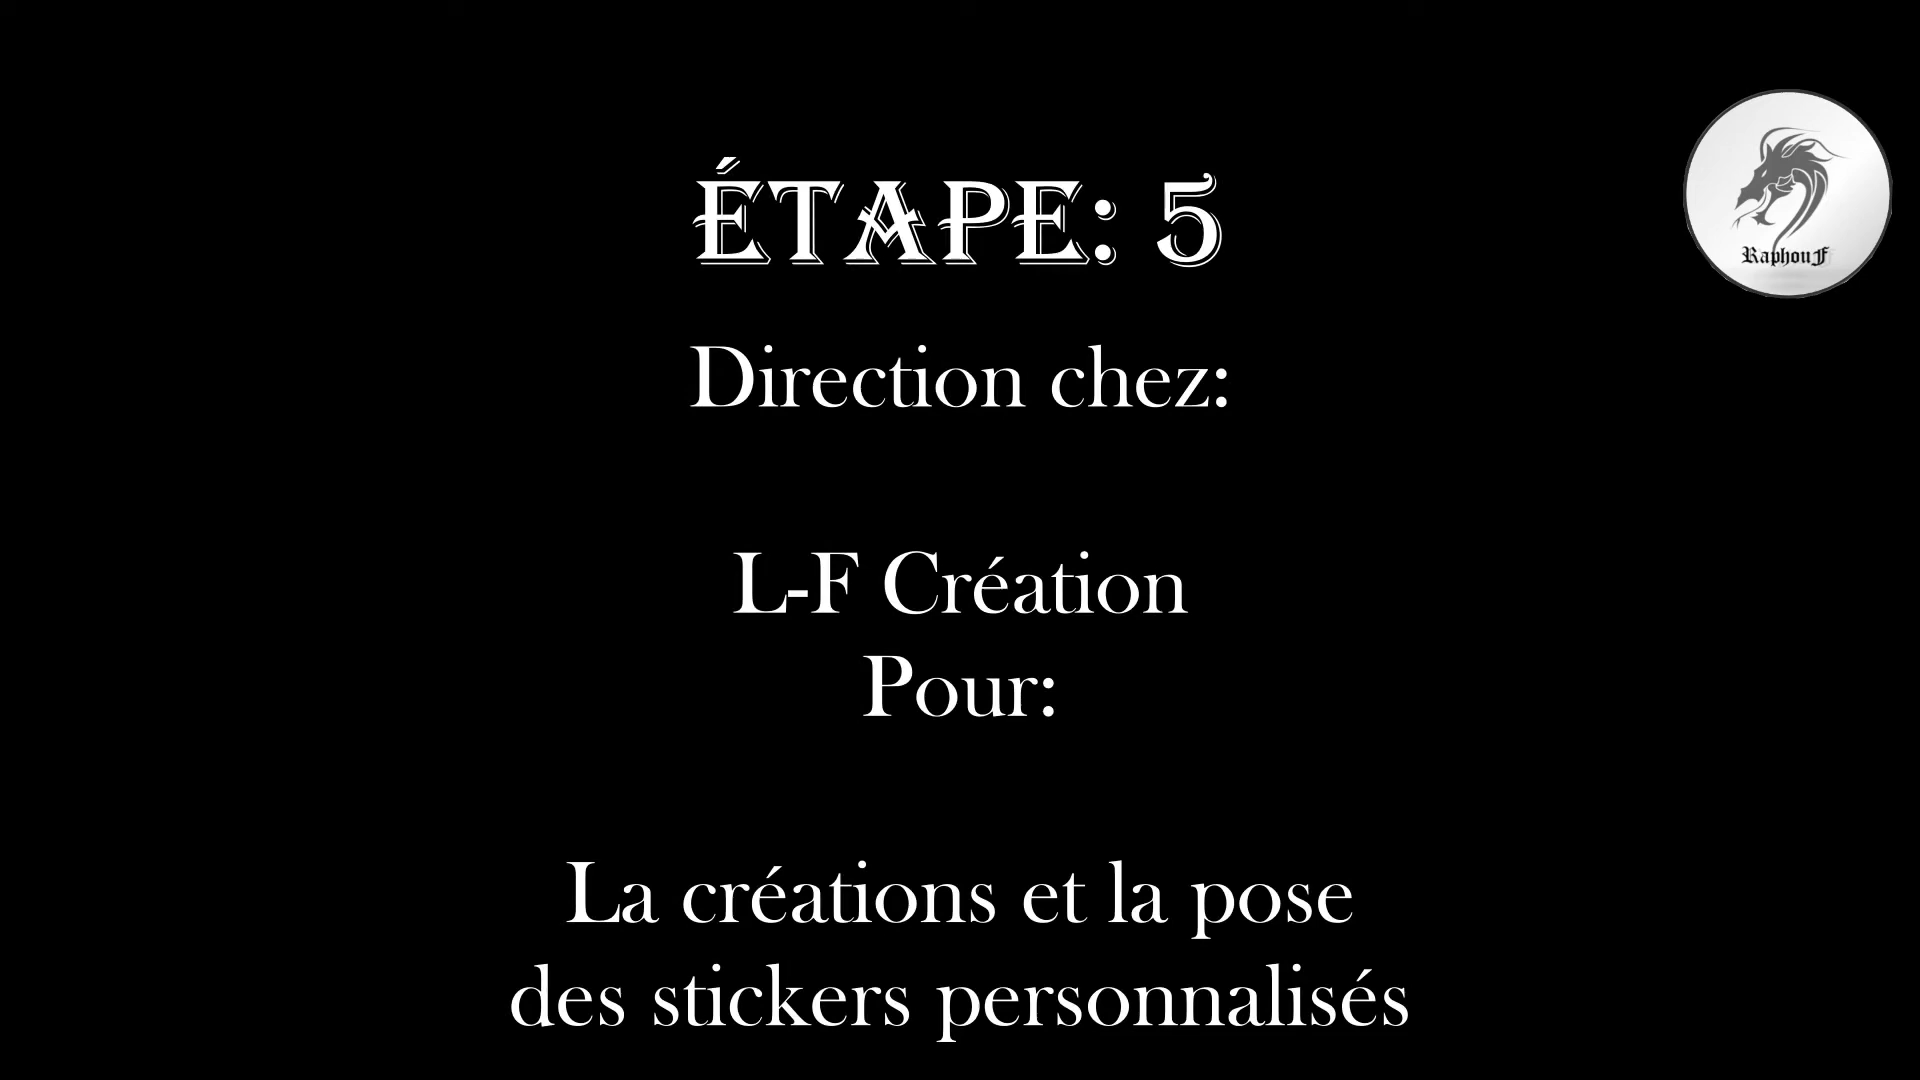 ÉTAPE: 5
RaphouF
Direction chez:
L-F Création
Pour:
La créations et la pose
des stickers personnalisés